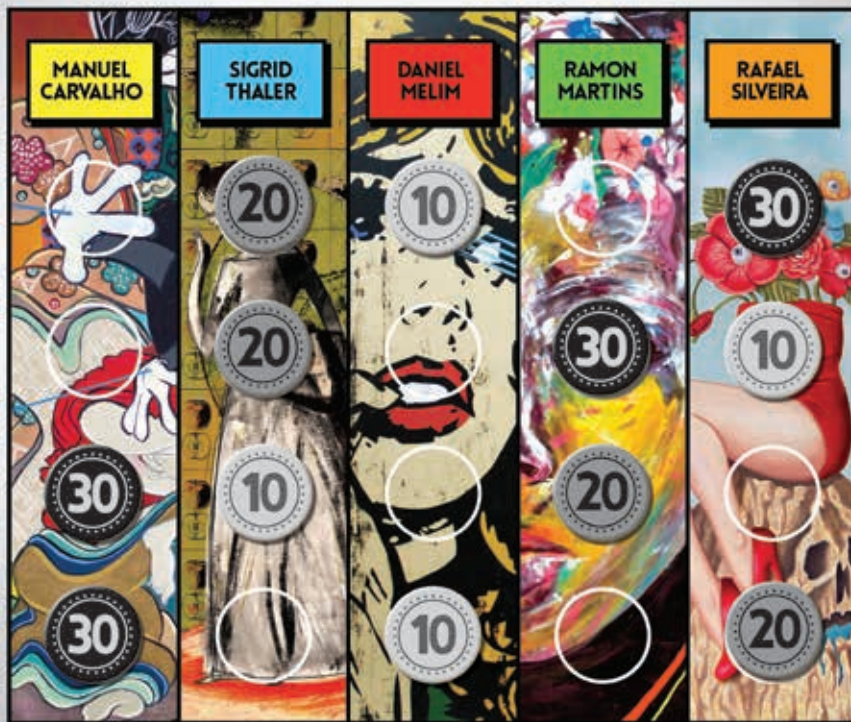 MANUEL
CARVALHO
SIGRID
THALER
DANIEL
MELIM
RAMON
MARTINS
RAFAEL
SILVEIRA
20
10
30
20
30
10
30
10
20
30
10
20